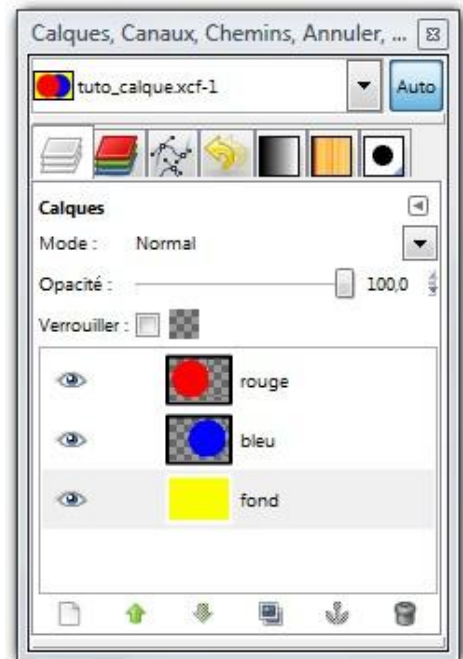 Calques, Canaux, Chemins, Annuler, ...
tuto_calque.xcf-1
Auto
Calques
Mode : Normal
Opacité : 100,0
Verrouiller :
rouge
bleu
fond